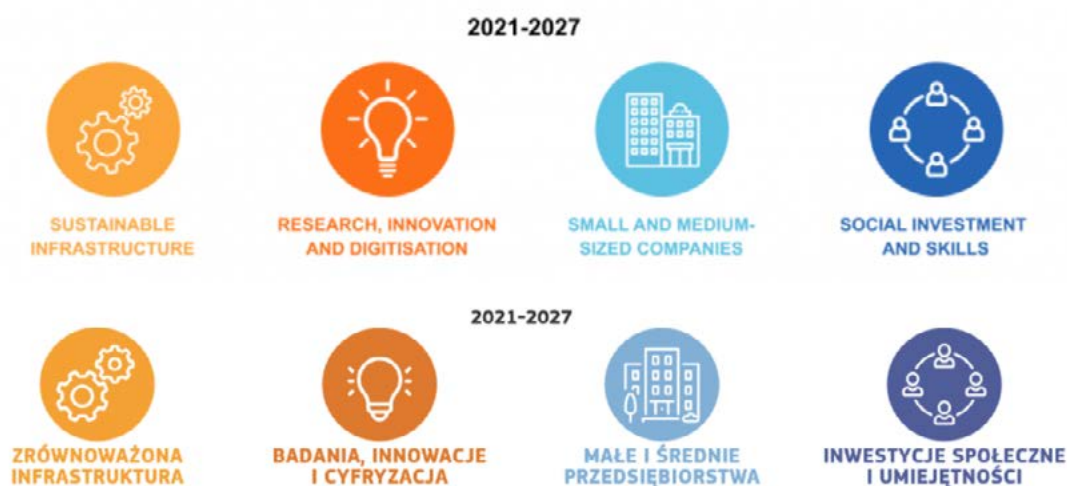 2021-2027
SUSTAINABLE
INFRASTRUCTURE
RESEARCH, INNOVATION
AND DIGITISATION
SMALL AND MEDIUM-
SIZED COMPANIES
SOCIAL INVESTMENT
AND SKILLS
2021-2027
ZRÓWNOWAŻONA
INFRASTRUKTURA
BADANIA, INNOWACJE
I CYFRYZACJA
MAŁE I ŚREDNIE
PRZEDSIĘBIORSTWA
INWESTYCJE SPOŁECZNE
I UMIEJĘTNOŚCI